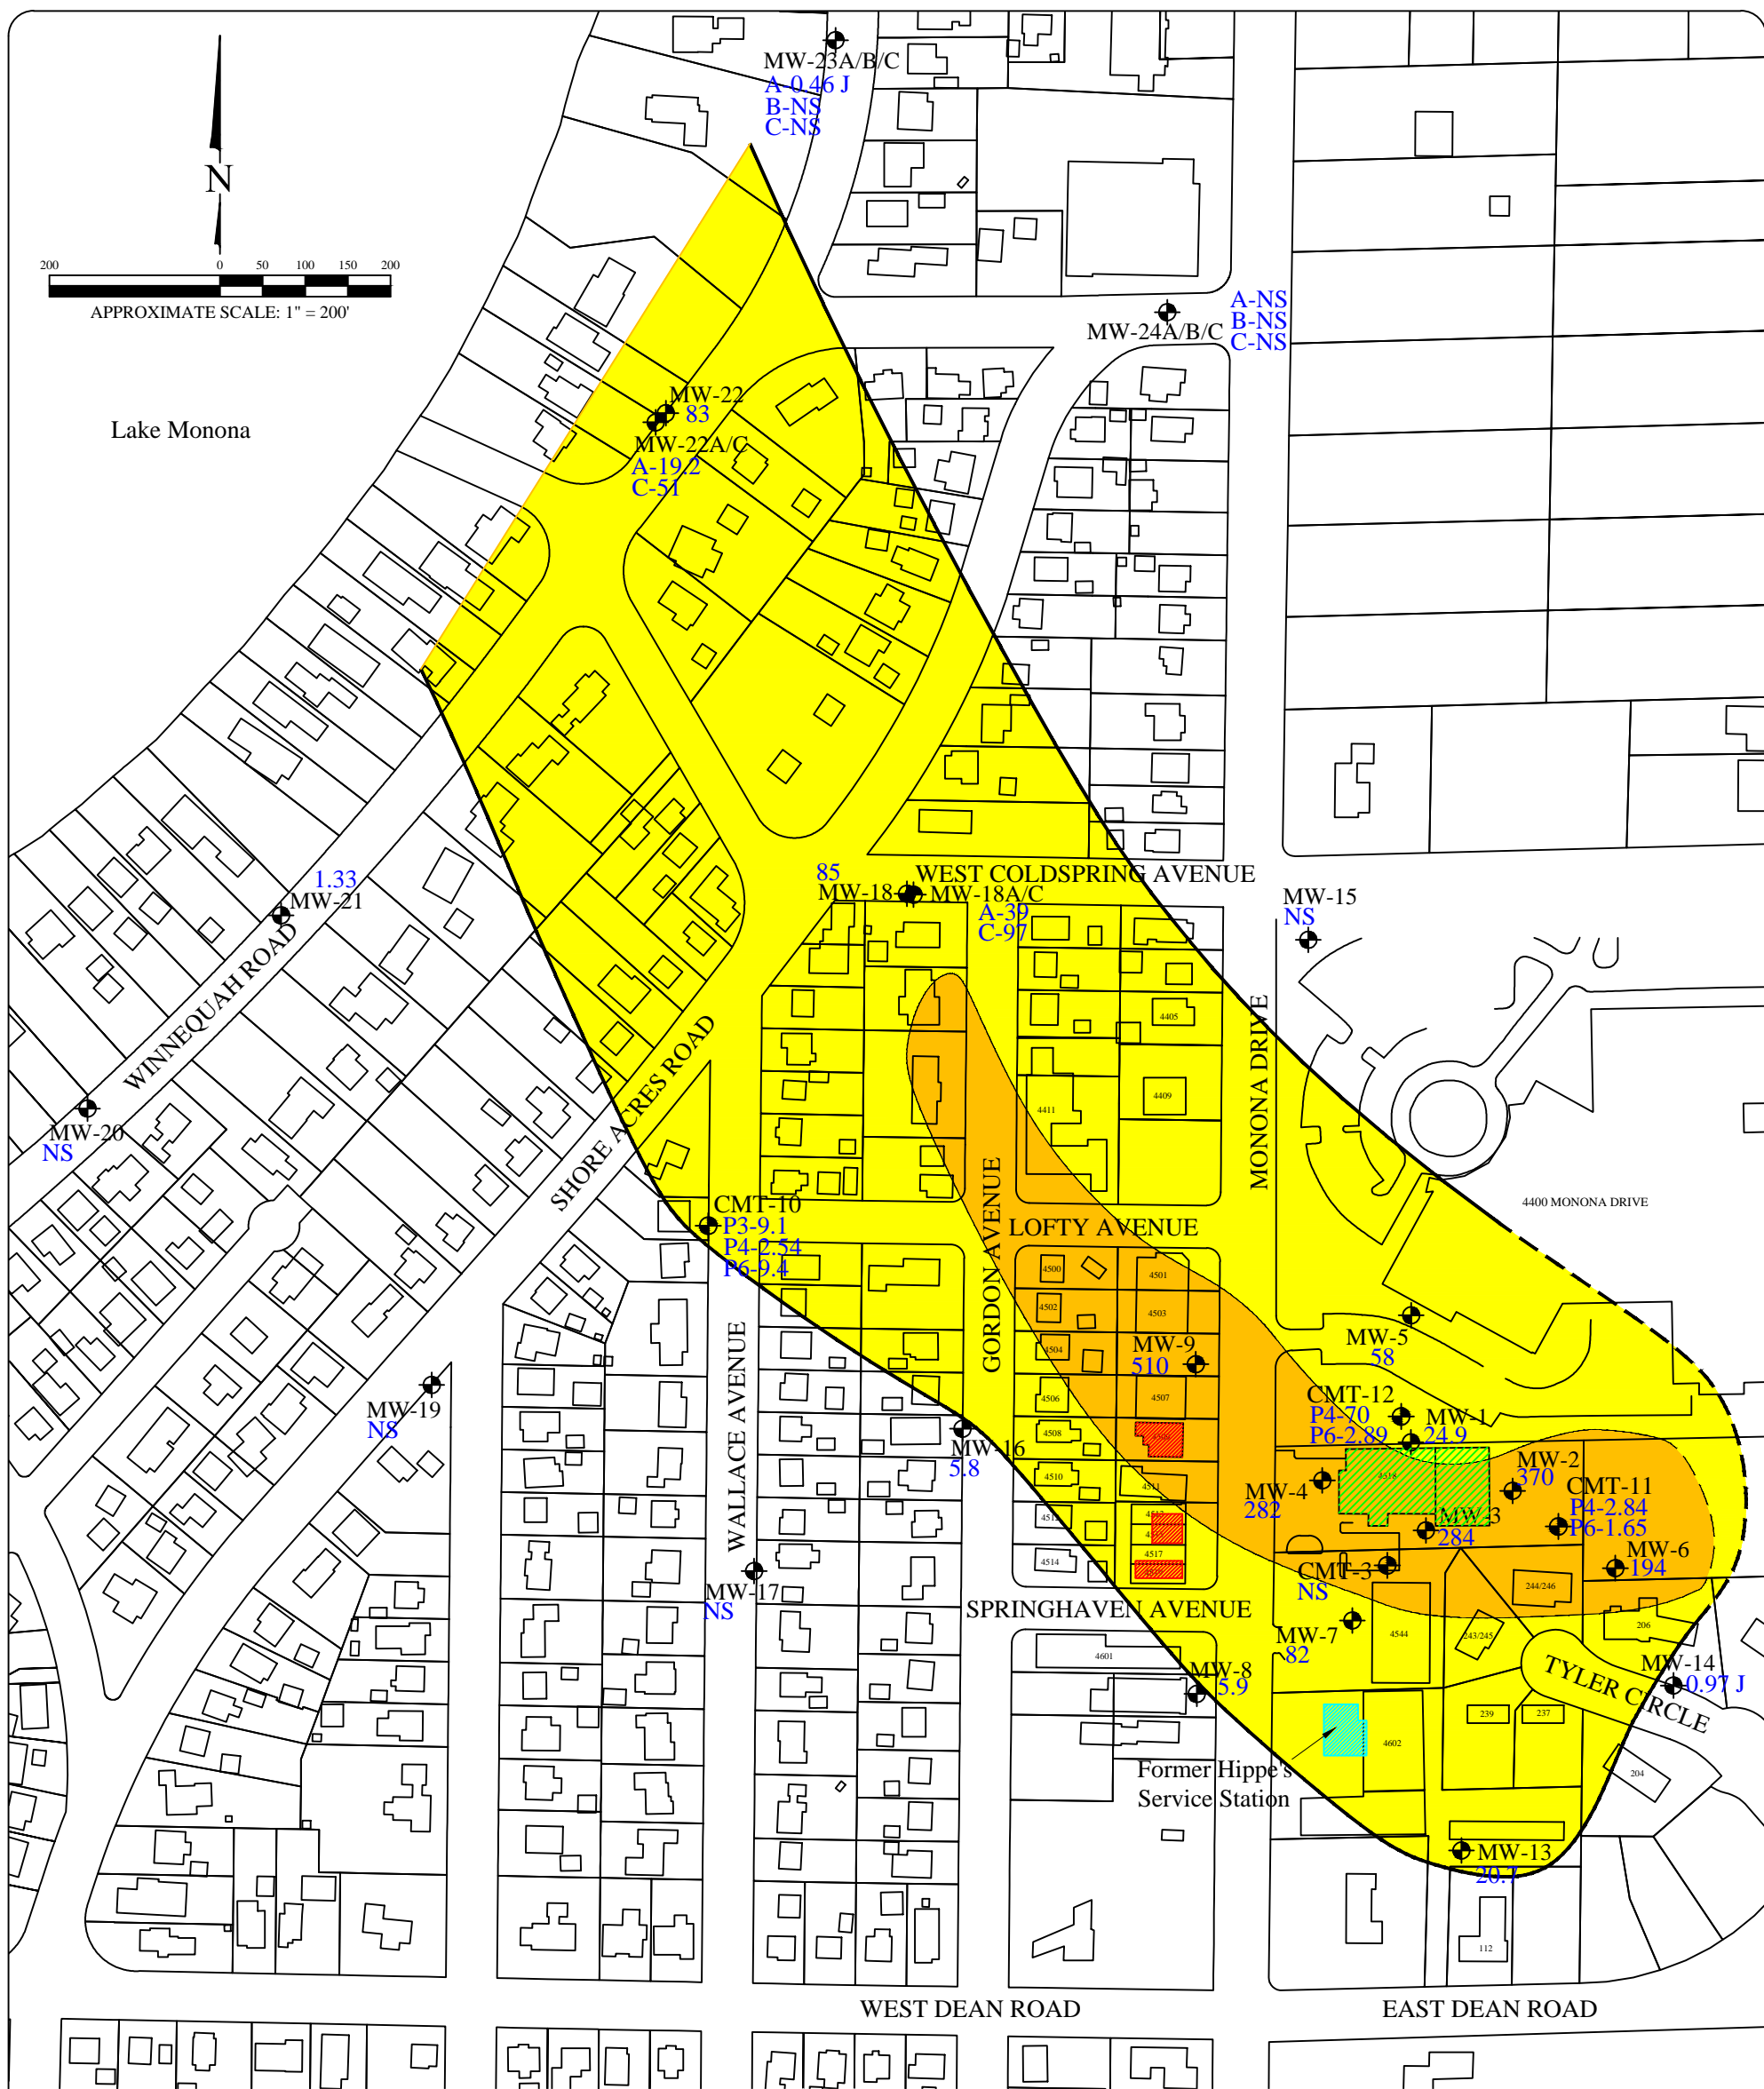 MW-23A/B/C
A-0.46 J
B-NS
C-NS
N
200 0 50 100 150 200
APPROXIMATE SCALE: 1" = 200'
A-NS
B-NS
C-NS
MW-24A/B/C
Lake Monona
MW-22
83
MW-22A/C
A-19.2
C-51
85
WEST COLDSPRING AVENUE
MW-18
MW-18A/C
A-39
C-97
1.33
MW-21
MW-15
NS
WINNEQUAH ROAD
MONONA DRIVE
4405
4409
4411
MW-20
NS
SHORE ACRES ROAD
GORDON AVENUE
4400 MONONA DRIVE
CMT-10
P3-9.1
P4-2.54
P6-9.4
LOFTY AVENUE
4500
4501
4502
4503
4504
MW-9
510
MW-5
58
WALLACE AVENUE
MW-19
NS
4506
4507
CMT-12
P4-70
P6-2.89
MW-1
24.9
4508
MW-16
5.8
4510
4511
4518
MW-2
370
MW-4
282
CMT-11
P4-2.84
P6-1.65
4514
4517
MW-3
284
CMT-3
NS
MW-6
194
MW-17
NS
244/246
SPRINGHAVEN AVENUE
MW-7
82
4544
243/245
206
4601
MW-8
5.9
TYLER CIRCLE
MW-14
0.97 J
239
237
4602
Former Hippe's
Service Station
204
MW-13
20.7
112
WEST DEAN ROAD
EAST DEAN ROAD